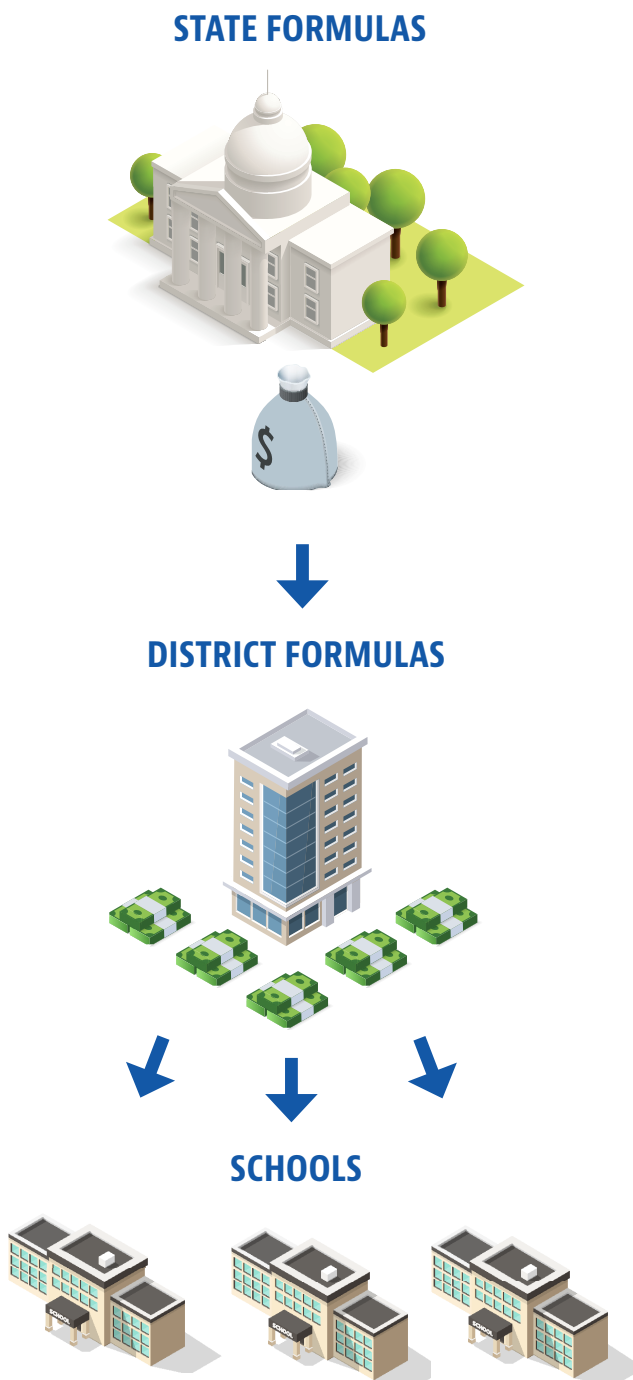 STATE FORMULAS
$
DISTRICT FORMULAS
SCHOOLS
SCHOOL
SCHOOL
SCHOOL